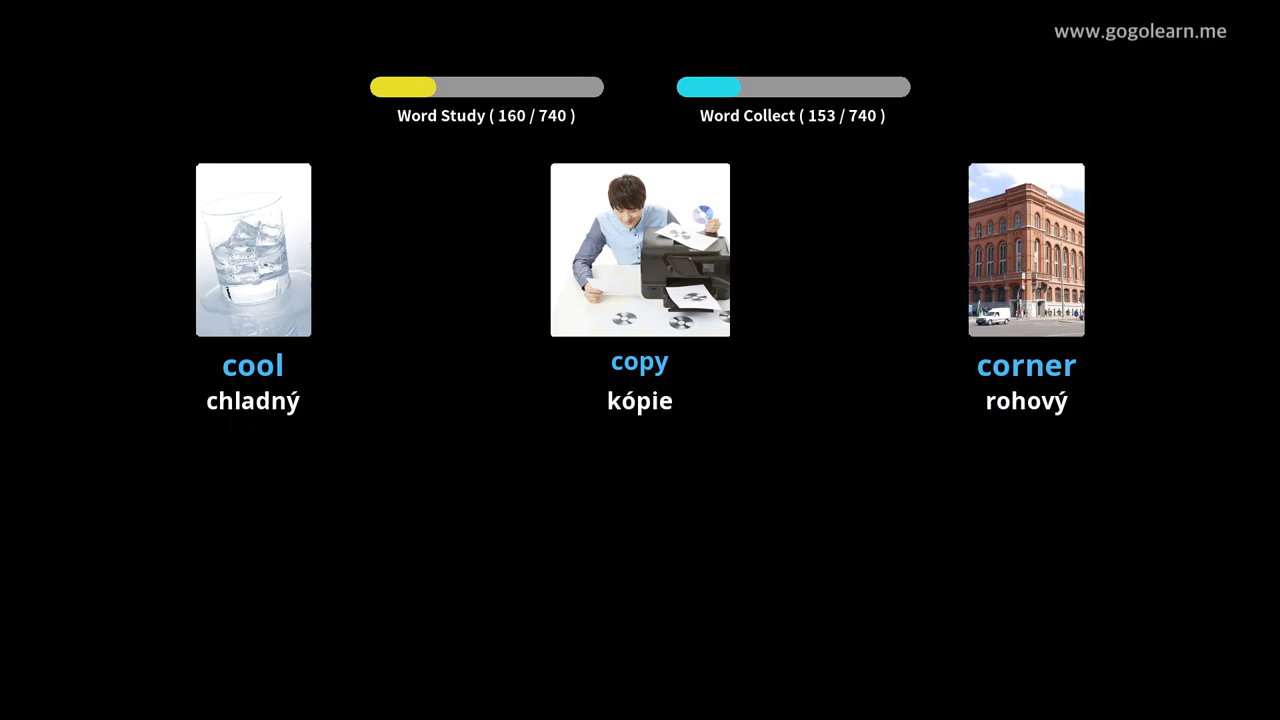 www.gogolearn.me
Word Study ( 160 / 740 )
Word Collect ( 153 / 740 )
cool
chladný
copy
kópie
corner
rohový